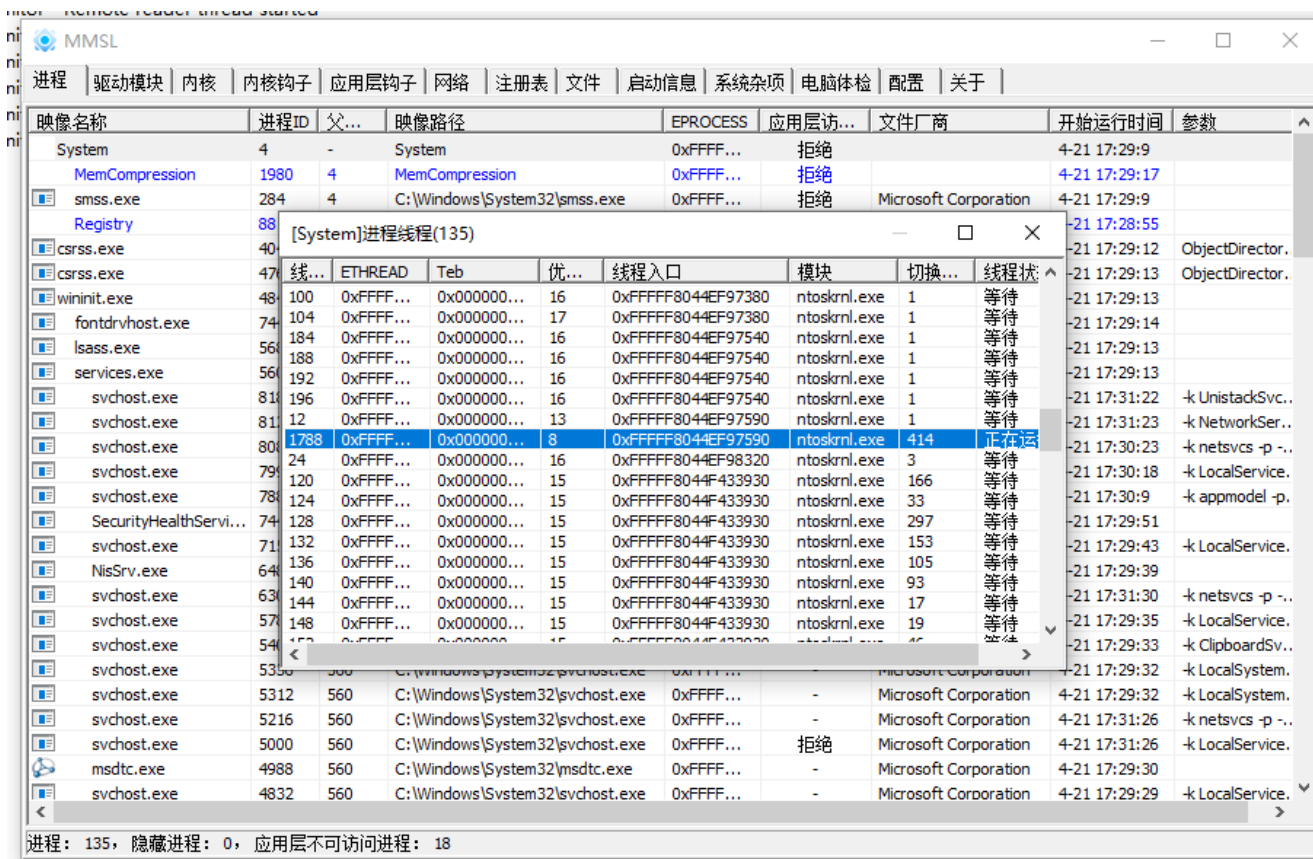 MMSL
进程 驱动模块 内核 内核钩子 应用层钩子 网络 注册表 文件 启动信息 系统杂项 电脑体检 配置 关于
映像名称 进程ID 父... 映像路径 EPROCESS 应用层访... 文件厂商 开始运行时间 参数
System 4 - System 0xFFFF... 拒绝 4-21 17:29:9
MemCompression 1980 4 MemCompression 0xFFFF... 拒绝 4-21 17:29:17
smss.exe 284 4 C:\Windows\System32\smss.exe 0xFFFF... 拒绝 Microsoft Corporation 4-21 17:29:9
Registry 88 -21 17:28:55
csrss.exe -21 17:29:12 ObjectDirector..
csrss.exe -21 17:29:13 ObjectDirector..
wininit.exe -21 17:29:13
fontdrvhost.exe -21 17:29:14
lsass.exe -21 17:29:13
services.exe -21 17:29:13
svchost.exe -21 17:31:22 -k UnistackSvc..
svchost.exe -21 17:31:23 -k NetworkSer..
svchost.exe -21 17:30:23 -k netsvcs -p -..
svchost.exe -21 17:30:18 -k LocalService.
svchost.exe -21 17:30:9 -k appmodel -p.
SecurityHealthServi... -21 17:29:51
svchost.exe -21 17:29:43 -k LocalService.
NisSrv.exe -21 17:29:39
svchost.exe -21 17:31:30 -k netsvcs -p -..
svchost.exe -21 17:29:35 -k LocalService.
svchost.exe -21 17:29:33 -k ClipboardSv..
svchost.exe 4-21 17:29:32 -k LocalSystem.
svchost.exe 5312 560 C:\Windows\System32\svchost.exe 0xFFFF... - Microsoft Corporation 4-21 17:29:32 -k LocalSystem.
svchost.exe 5216 560 C:\Windows\System32\svchost.exe 0xFFFF... - Microsoft Corporation 4-21 17:31:26 -k netsvcs -p -..
svchost.exe 5000 560 C:\Windows\System32\svchost.exe 0xFFFF... 拒绝 Microsoft Corporation 4-21 17:31:26 -k LocalService.
msdtc.exe 4988 560 C:\Windows\System32\msdtc.exe 0xFFFF... - Microsoft Corporation 4-21 17:29:30
svchost.exe 4832 560 C:\Windows\System32\svchost.exe 0xFFFF... - Microsoft Corporation 4-21 17:29:29 -k LocalService.
进程: 135, 隐藏进程: 0, 应用层不可访问进程: 18
[System]进程线程(135)
线... ETHREAD Teb 优... 线程入口 模块 切换... 线程状
100 0xFFFF... 0x000000... 16 0xFFFFF8044EF97380 ntoskrnl.exe 1 等待
104 0xFFFF... 0x000000... 17 0xFFFFF8044EF97380 ntoskrnl.exe 1 等待
184 0xFFFF... 0x000000... 16 0xFFFFF8044EF97540 ntoskrnl.exe 1 等待
188 0xFFFF... 0x000000... 16 0xFFFFF8044EF97540 ntoskrnl.exe 1 等待
192 0xFFFF... 0x000000... 16 0xFFFFF8044EF97540 ntoskrnl.exe 1 等待
196 0xFFFF... 0x000000... 16 0xFFFFF8044EF97540 ntoskrnl.exe 1 等待
12 0xFFFF... 0x000000... 13 0xFFFFF8044EF97590 ntoskrnl.exe 1 等待
1788 0xFFFF... 0x000000... 8 0xFFFFF8044EF97590 ntoskrnl.exe 414 正在运
24 0xFFFF... 0x000000... 16 0xFFFFF8044EF98320 ntoskrnl.exe 3 等待
120 0xFFFF... 0x000000... 15 0xFFFFF8044F433930 ntoskrnl.exe 166 等待
124 0xFFFF... 0x000000... 15 0xFFFFF8044F433930 ntoskrnl.exe 33 等待
128 0xFFFF... 0x000000... 15 0xFFFFF8044F433930 ntoskrnl.exe 297 等待
132 0xFFFF... 0x000000... 15 0xFFFFF8044F433930 ntoskrnl.exe 153 等待
136 0xFFFF... 0x000000... 15 0xFFFFF8044F433930 ntoskrnl.exe 105 等待
140 0xFFFF... 0x000000... 15 0xFFFFF8044F433930 ntoskrnl.exe 93 等待
144 0xFFFF... 0x000000... 15 0xFFFFF8044F433930 ntoskrnl.exe 17 等待
148 0xFFFF... 0x000000... 15 0xFFFFF8044F433930 ntoskrnl.exe 19 等待